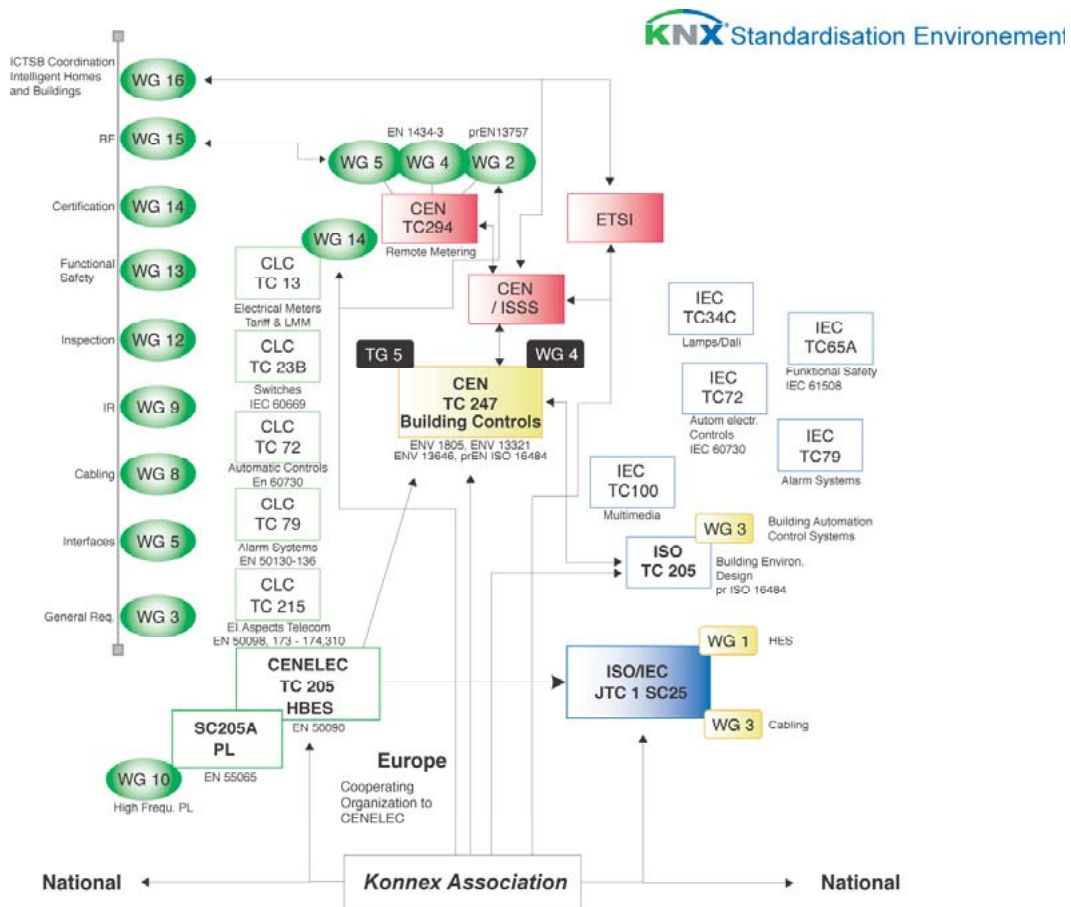 KNX Standardisation Environement
ICTSB Coordination
Intelligent Homes
and Buildings
WG 16
RF
WG 15
Certification
WG 14
Functional
Safety
WG 13
Inspection
WG 12
IR
WG 9
Cabling
WG 8
Interfaces
WG 5
General Req.
WG 3
EN 1434-3
prEN13757
WG 5
WG 4
WG 2
CEN
TC294
Remote Metering
WG 14
CLC
TC 13
Electrical Meters
Tariff & LMM
CLC
TC 23B
Switches
IEC 60669
CLC
TC 72
Automatic Controls
En 60730
CLC
TC 79
Alarm Systems
EN 50130-136
CLC
TC 215
El Aspects Telecom
EN 50098, 173 - 174,310
CENELEC
TC 205
HBES
EN 50090
SC205A
PL
EN 55065
WG 10
High Frequ. PL
ETSI
CEN
/ ISSS
TG 5
WG 4
CEN
TC 247
Building Controls
ENV 1805, ENV 13321
ENV 13646, prEN ISO 16484
IEC
TC34C
Lamps/Dali
IEC
TC65A
Funktional Safety
IEC 61508
IEC
TC72
Autom electr.
Controls
IEC 60730
IEC
TC79
Alarm Systems
IEC
TC100
Multimedia
WG 3
Building Automation
Control Systems
ISO
TC 205
Building Environ.
Design
pr ISO 16484
WG 1
HES
ISO/IEC
JTC 1 SC25
WG 3
Cabling
Europe
Cooperating
Organization to
CENELEC
National
Konnex Association
National